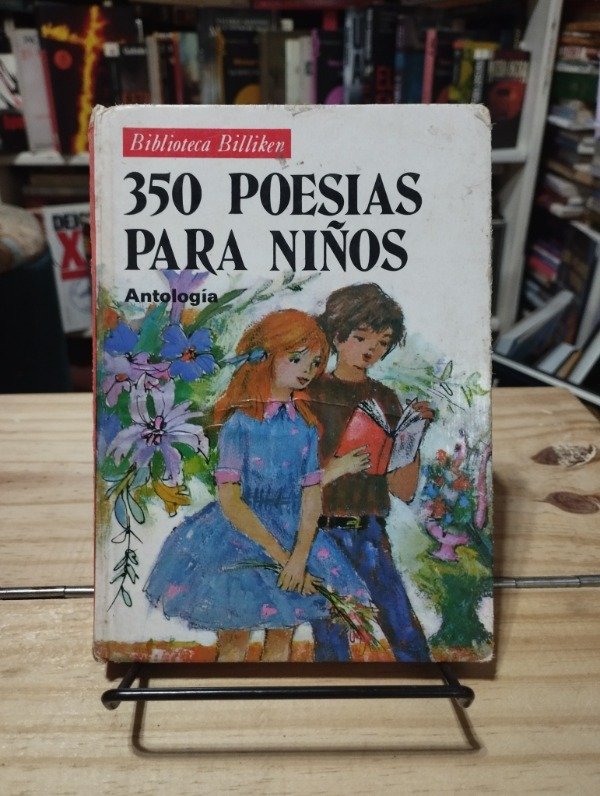 Biblioteca Billiken
350 POESIAS
PARA NIÑOS
Antología